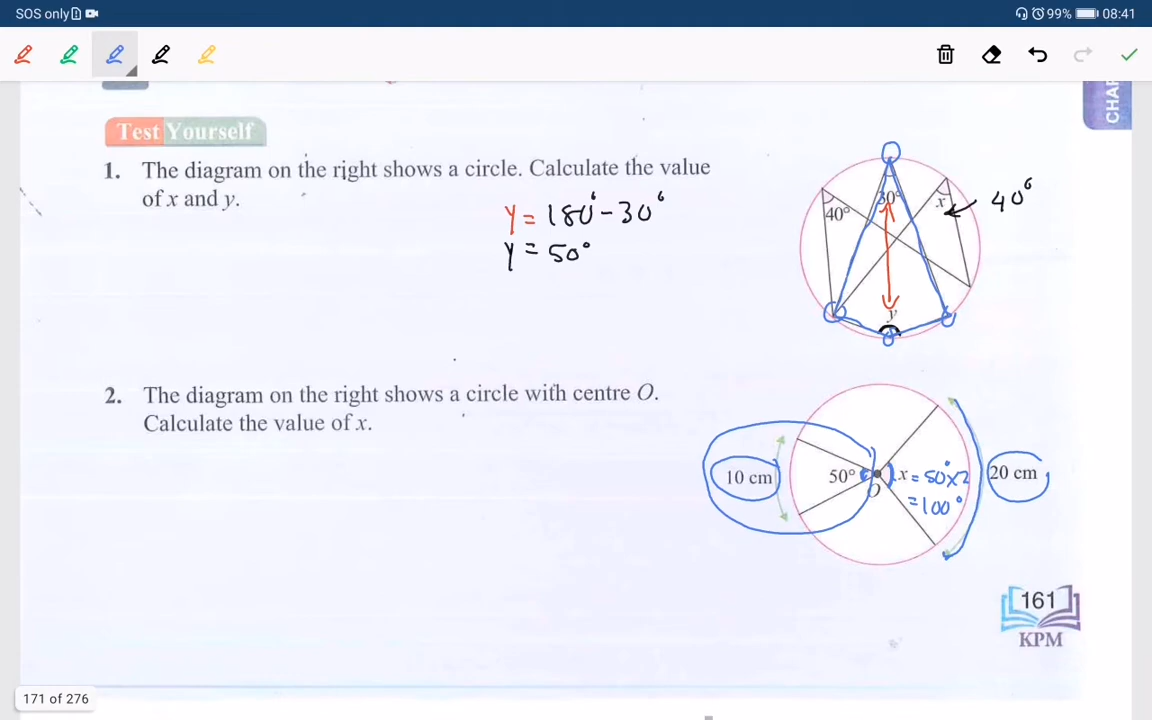 SOS only
99% 08:41
CHAP
Test Yourself
1. The diagram on the right shows a circle. Calculate the value
of x and y.
y = 180° - 30°
y = 50°
40°
30°
x
40°
y
2. The diagram on the right shows a circle with centre O.
Calculate the value of x.
10 cm
50°
O
x = 50° x 2
= 100°
20 cm
161
KPM
171 of 276